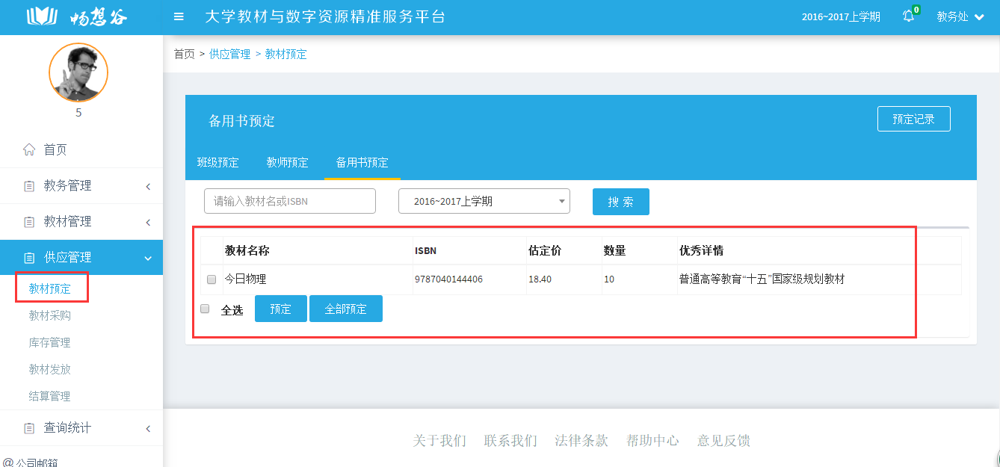 畅想谷
大学教材与数字资源精准服务平台
2016~2017上学期
0
教务处
5
首页
教务管理
教材管理
供应管理
教材预定
教材采购
库存管理
教材发放
结算管理
查询统计
@公司邮箱
首页 > 供应管理 > 教材预定
备用书预定
预定记录
班级预定 教师预定 备用书预定
请输入教材名或ISBN 2016~2017上学期 搜 索
教材名称 ISBN 估定价 数量 优秀详情
今日物理 9787040144406 18.40 10 普通高等教育“十五”国家级规划教材
全选 预定 全部预定
关于我们 联系我们 法律条款 帮助中心 意见反馈